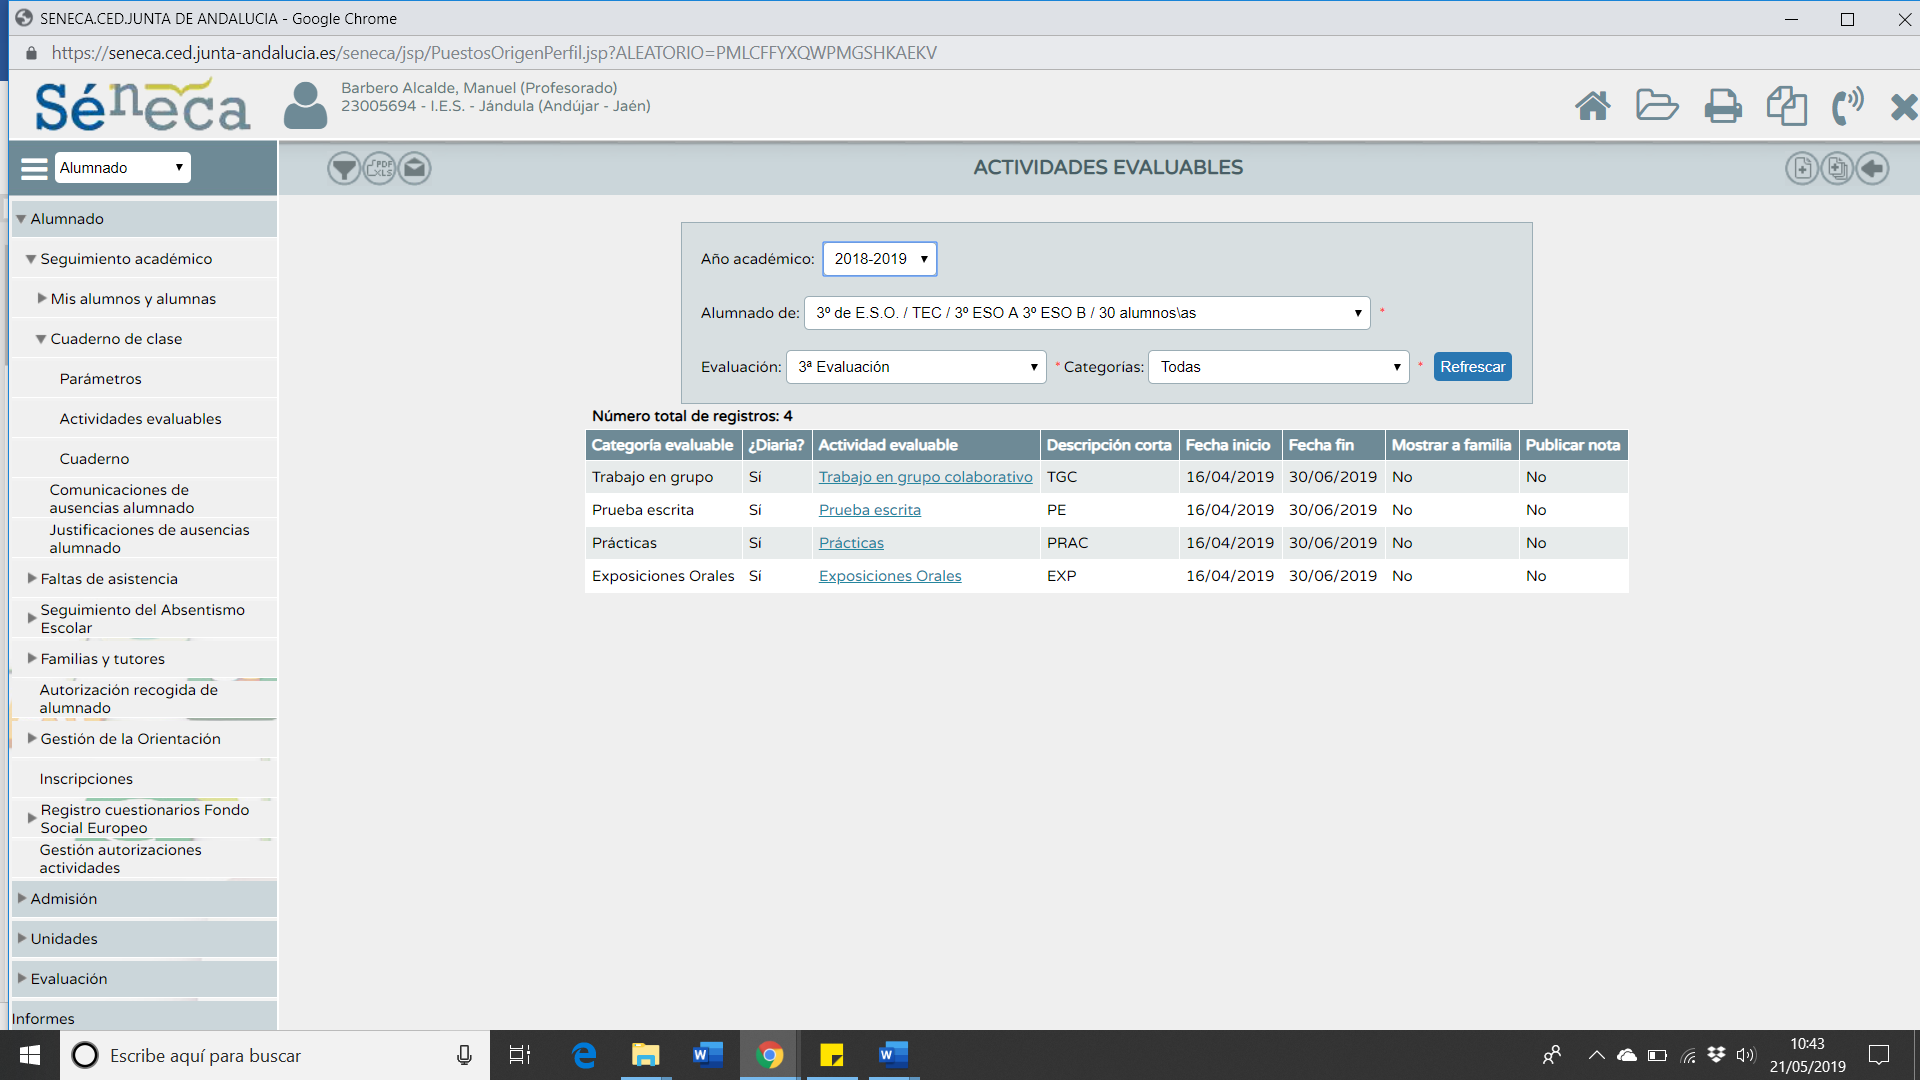 SENECA.CED.JUNTA DE ANDALUCIA - Google Chrome
https://seneca.ced.junta-andalucia.es/seneca/jsp/PuestosOrigenPerfil.jsp?ALEATORIO=PMLCFFYXQWPMGSHKAEKV
Séneca
Barbero Alcalde, Manuel (Profesorado)
23005694 - I.E.S. - Jándula (Andújar - Jaén)
Alumnado
PDF
XLS
ACTIVIDADES EVALUABLES
Alumnado
Seguimiento académico
Mis alumnos y alumnas
Cuaderno de clase
Parámetros
Actividades evaluables
Cuaderno
Comunicaciones de
ausencias alumnado
Justificaciones de ausencias
alumnado
Faltas de asistencia
Seguimiento del Absentismo
Escolar
Familias y tutores
Autorización recogida de
alumnado
Gestión de la Orientación
Inscripciones
Registro cuestionarios Fondo
Social Europeo
Gestión autorizaciones
actividades
Admisión
Unidades
Evaluación
Informes
Año académico: 2018-2019
Alumnado de: 3º de E.S.O. / TEC / 3º ESO A 3º ESO B / 30 alumnos\as *
Evaluación: 3ª Evaluación * Categorías: Todas * Refrescar
Número total de registros: 4
Categoría evaluable ¿Diaria? Actividad evaluable Descripción corta Fecha inicio Fecha fin Mostrar a familia Publicar nota
Trabajo en grupo Sí Trabajo en grupo colaborativo TGC 16/04/2019 30/06/2019 No No
Prueba escrita Sí Prueba escrita PE 16/04/2019 30/06/2019 No No
Prácticas Sí Prácticas PRAC 16/04/2019 30/06/2019 No No
Exposiciones Orales Sí Exposiciones Orales EXP 16/04/2019 30/06/2019 No No
Escribe aquí para buscar
10:43
21/05/2019